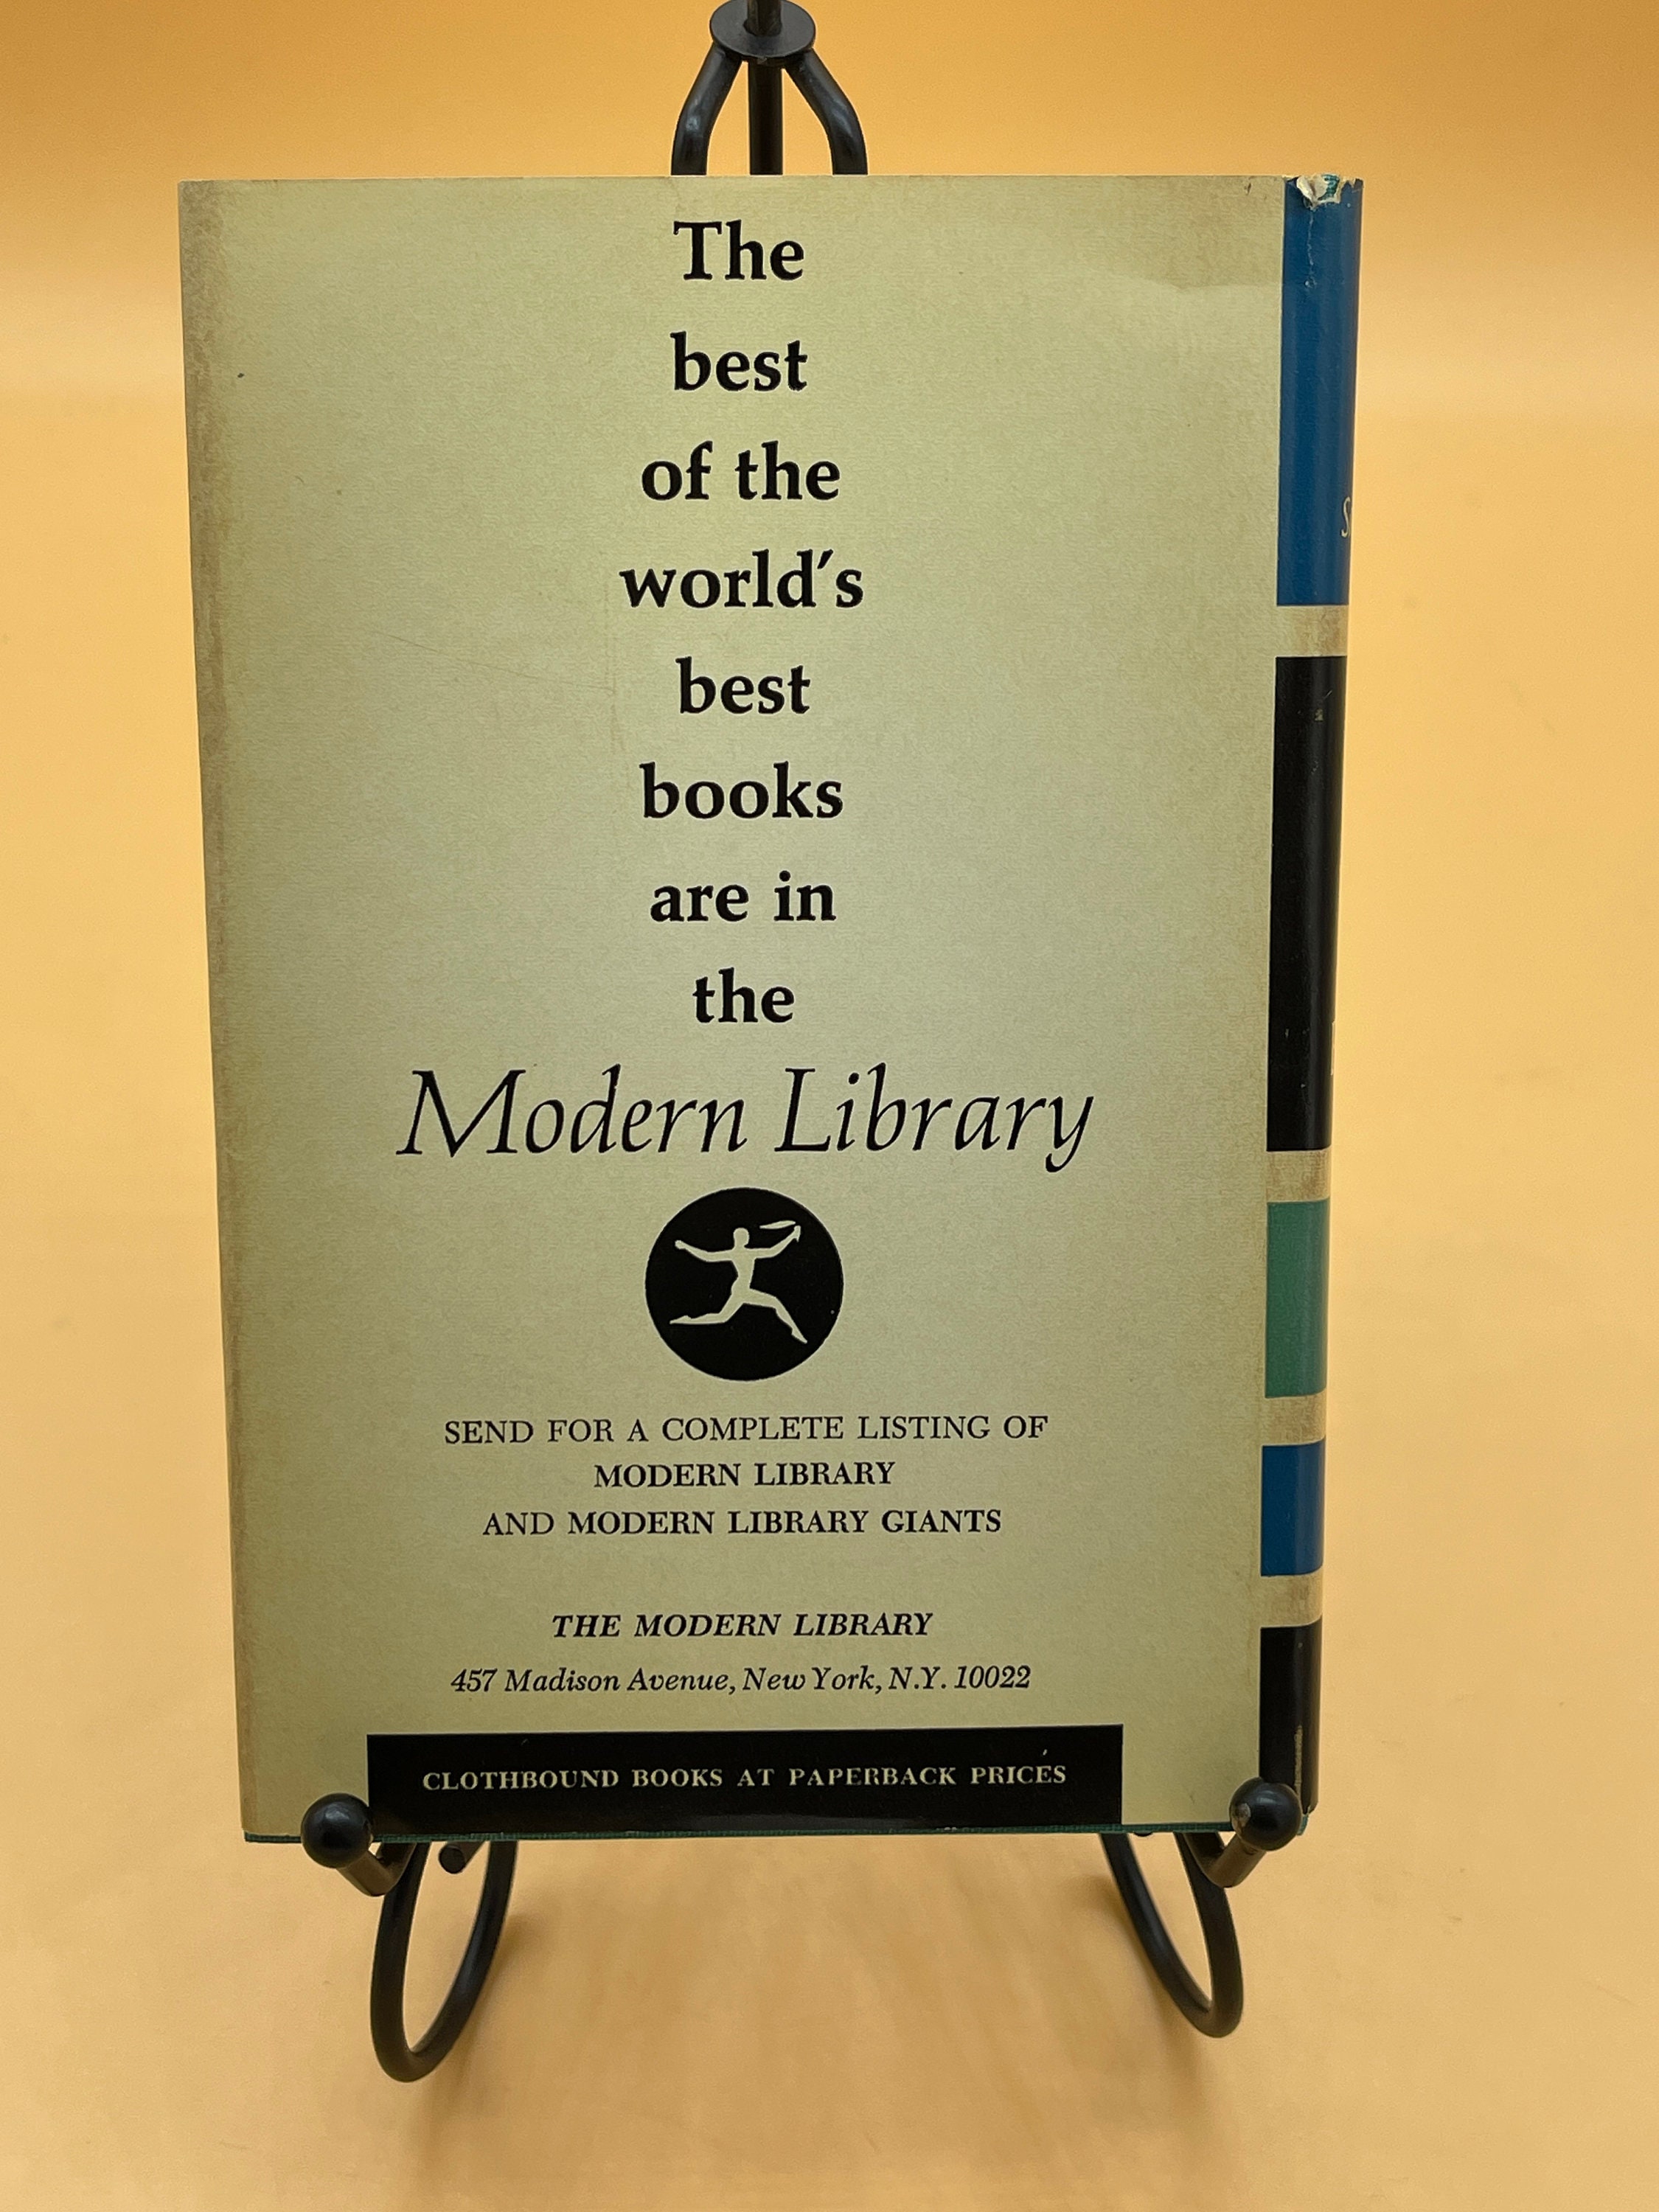 The
best
of the
world's
best
books
are in
the
Modern Library
SEND FOR A COMPLETE LISTING OF
MODERN LIBRARY
AND MODERN LIBRARY GIANTS
THE MODERN LIBRARY
457 Madison Avenue, New York, N.Y. 10022
CLOTHBOUND BOOKS AT PAPERBACK PRICES